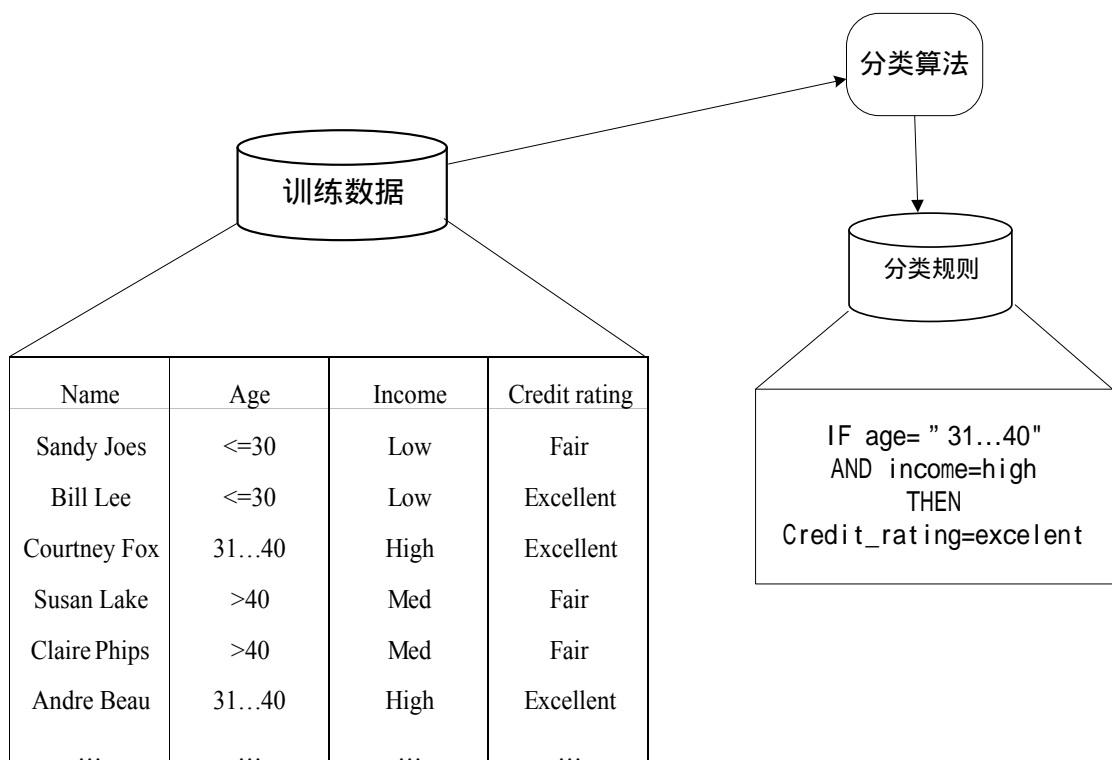 分类算法
训练数据
分类规则
Name Age Income Credit rating
Sandy Joes <=30 Low Fair
Bill Lee <=30 Low Excellent
Courtney Fox 31…40 High Excellent
Susan Lake >40 Med Fair
Claire Phips >40 Med Fair
Andre Beau 31…40 High Excellent
… … … …
IF age= ” 31…40"
AND income=high
THEN
Credit_rating=excelent